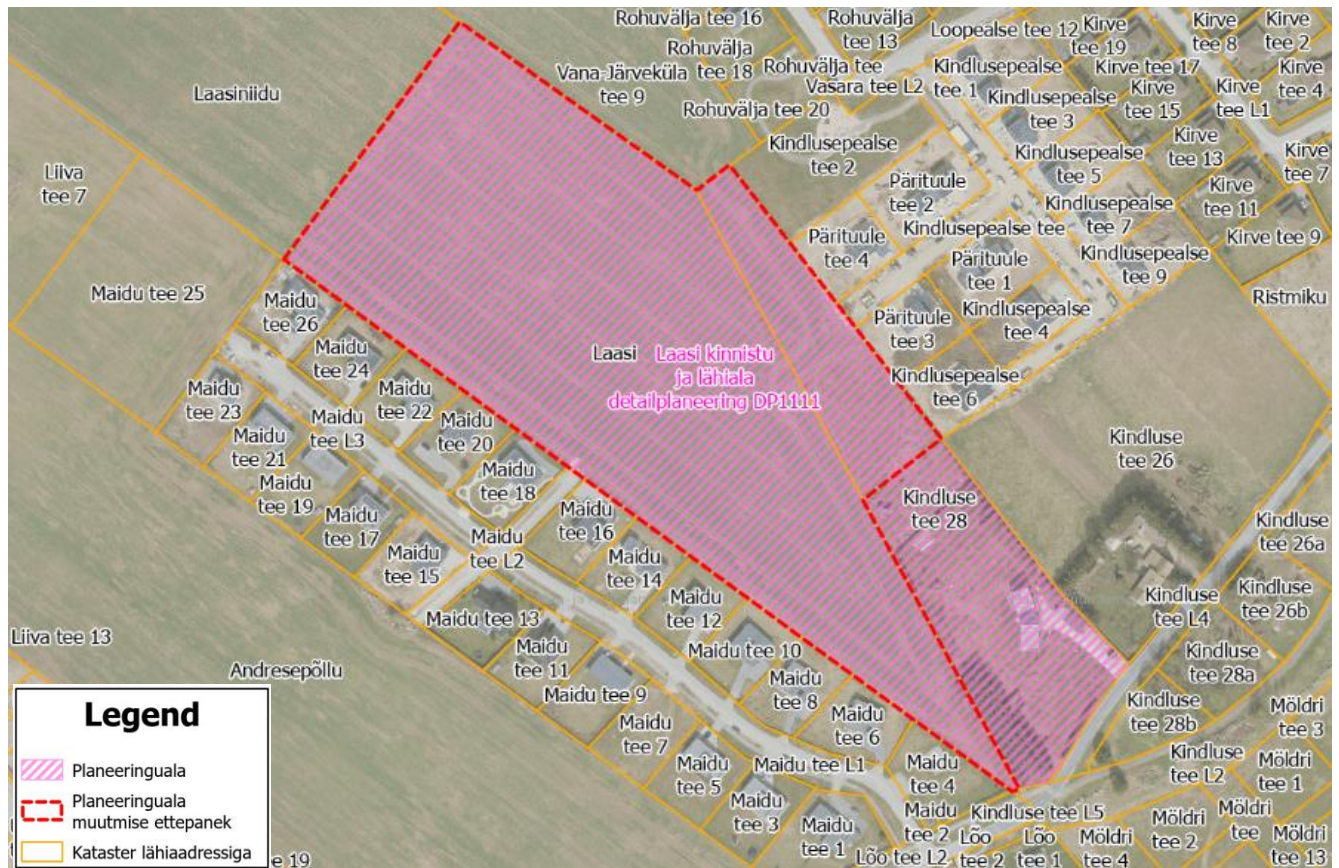 Rohuvälja
tee 16
Rohuvälja
tee 13
Loopealse tee 12
Kirve
tee 19
Kirve
tee 8
Kirve
tee 2
Rohuvälja
tee 18
Vana-Järveküla
tee 9
Rohuvälja tee
Vasara tee L2
Kindlusepealse
tee 1
Kirve tee 17
Kirve
tee 15
Kirve
tee L1
Kirve
tee 4
Laasiniidu
Rohuvälja tee 20
Kindlusepealse
tee 3
Kindlusepealse
tee 2
Kindlusepealse
tee 5
Kirve
tee 13
Kirve
tee 7
Liiva
tee 7
Pärituule
tee 2
Kirve
tee 11
Kindlusepealse
tee 7
Pärituule
tee 4
Kindlusepealse tee
Kirve tee 9
Pärituule
tee 1
Kindlusepealse
tee 9
Maidu tee 25
Maidu
tee 26
Ristmiku
Pärituule
tee 3
Kindlusepealse
tee 4
Maidu
tee 24
Laasi
Laasi kinnistu
ja lähiala
detailplaneering DP1111
Kindlusepealse
tee 6
Maidu
tee 23
Maidu
tee L3
Maidu
tee 22
Maidu
tee 20
Maidu
tee 21
Maidu
tee 18
Kindluse
tee 26
Maidu
tee 19
Kindluse
tee 28
Maidu
tee 17
Maidu
tee 16
Kindluse
tee 26a
Maidu
tee L2
Maidu
tee 15
Maidu
tee 14
Kindluse
tee L4
Kindluse
tee 26b
Maidu tee 13
Maidu
tee 12
Liiva tee 13
Andresepõllu
Maidu
tee 11
Maidu tee 10
Kindluse
tee 28a
Maidu tee 9
Maidu
tee 8
Kindluse
tee 28b
Möldri
tee 3
Maidu
tee 7
Maidu
tee 6
Kindluse
tee L2
Möldri
tee 1
Maidu
tee 5
Maidu tee L1
Maidu
tee 4
Maidu
tee 3
Kindluse tee L5
Maidu
tee 2
Maidu
tee 1
Lõo tee L2
Lõo
tee 2
Lõo
tee 1
Möldri
tee 4
Möldri
tee 2
Möldri
tee
Möldri
tee 13
e 19
Legend
Planeeringuala
Planeeringuala
muutmise ettepanek
Kataster lähiaadressiga